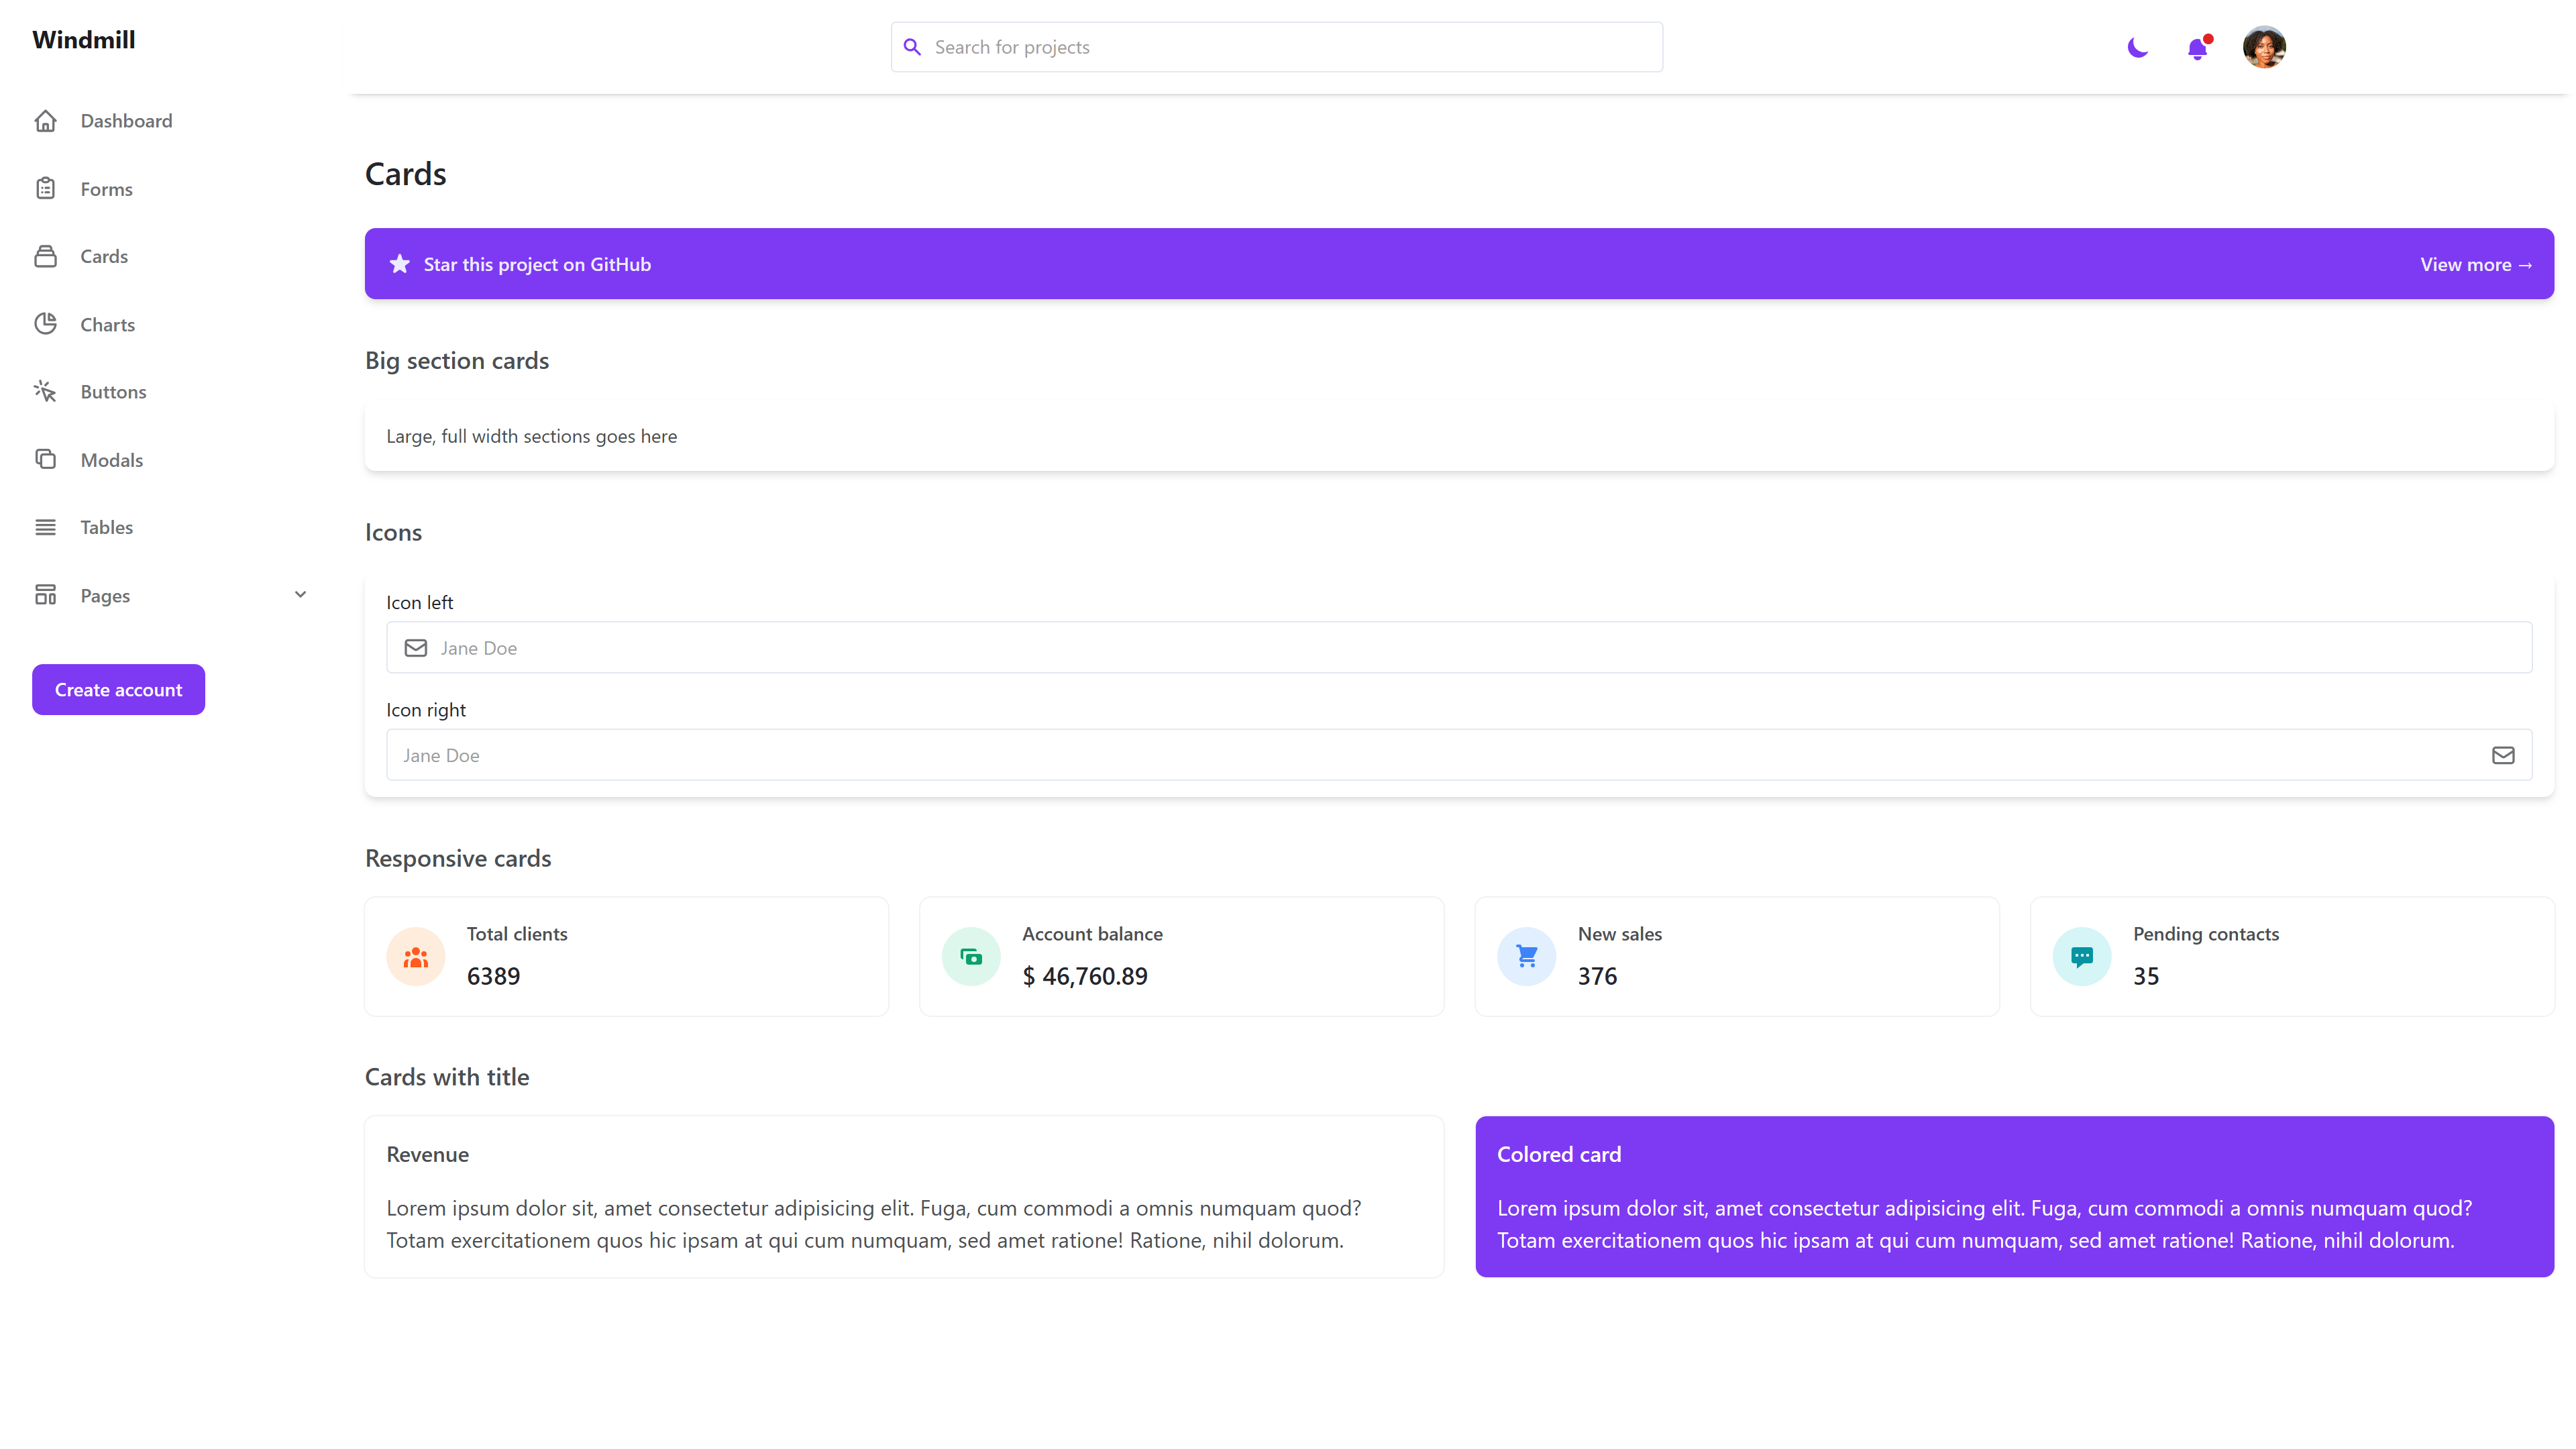 Windmill
Search for projects
Dashboard
Forms
Cards
Charts
Buttons
Modals
Tables
Pages
Create account
Cards
Star this project on GitHub
View more →
Big section cards
Large, full width sections goes here
Icons
Icon left
Jane Doe
Icon right
Jane Doe
Responsive cards
Total clients
6389
Account balance
$ 46,760.89
New sales
376
Pending contacts
35
Cards with title
Revenue
Lorem ipsum dolor sit, amet consectetur adipisicing elit. Fuga, cum commodi a omnis numquam quod?
Totam exercitationem quos hic ipsam at qui cum numquam, sed amet ratione! Ratione, nihil dolorum.
Colored card
Lorem ipsum dolor sit, amet consectetur adipisicing elit. Fuga, cum commodi a omnis numquam quod?
Totam exercitationem quos hic ipsam at qui cum numquam, sed amet ratione! Ratione, nihil dolorum.